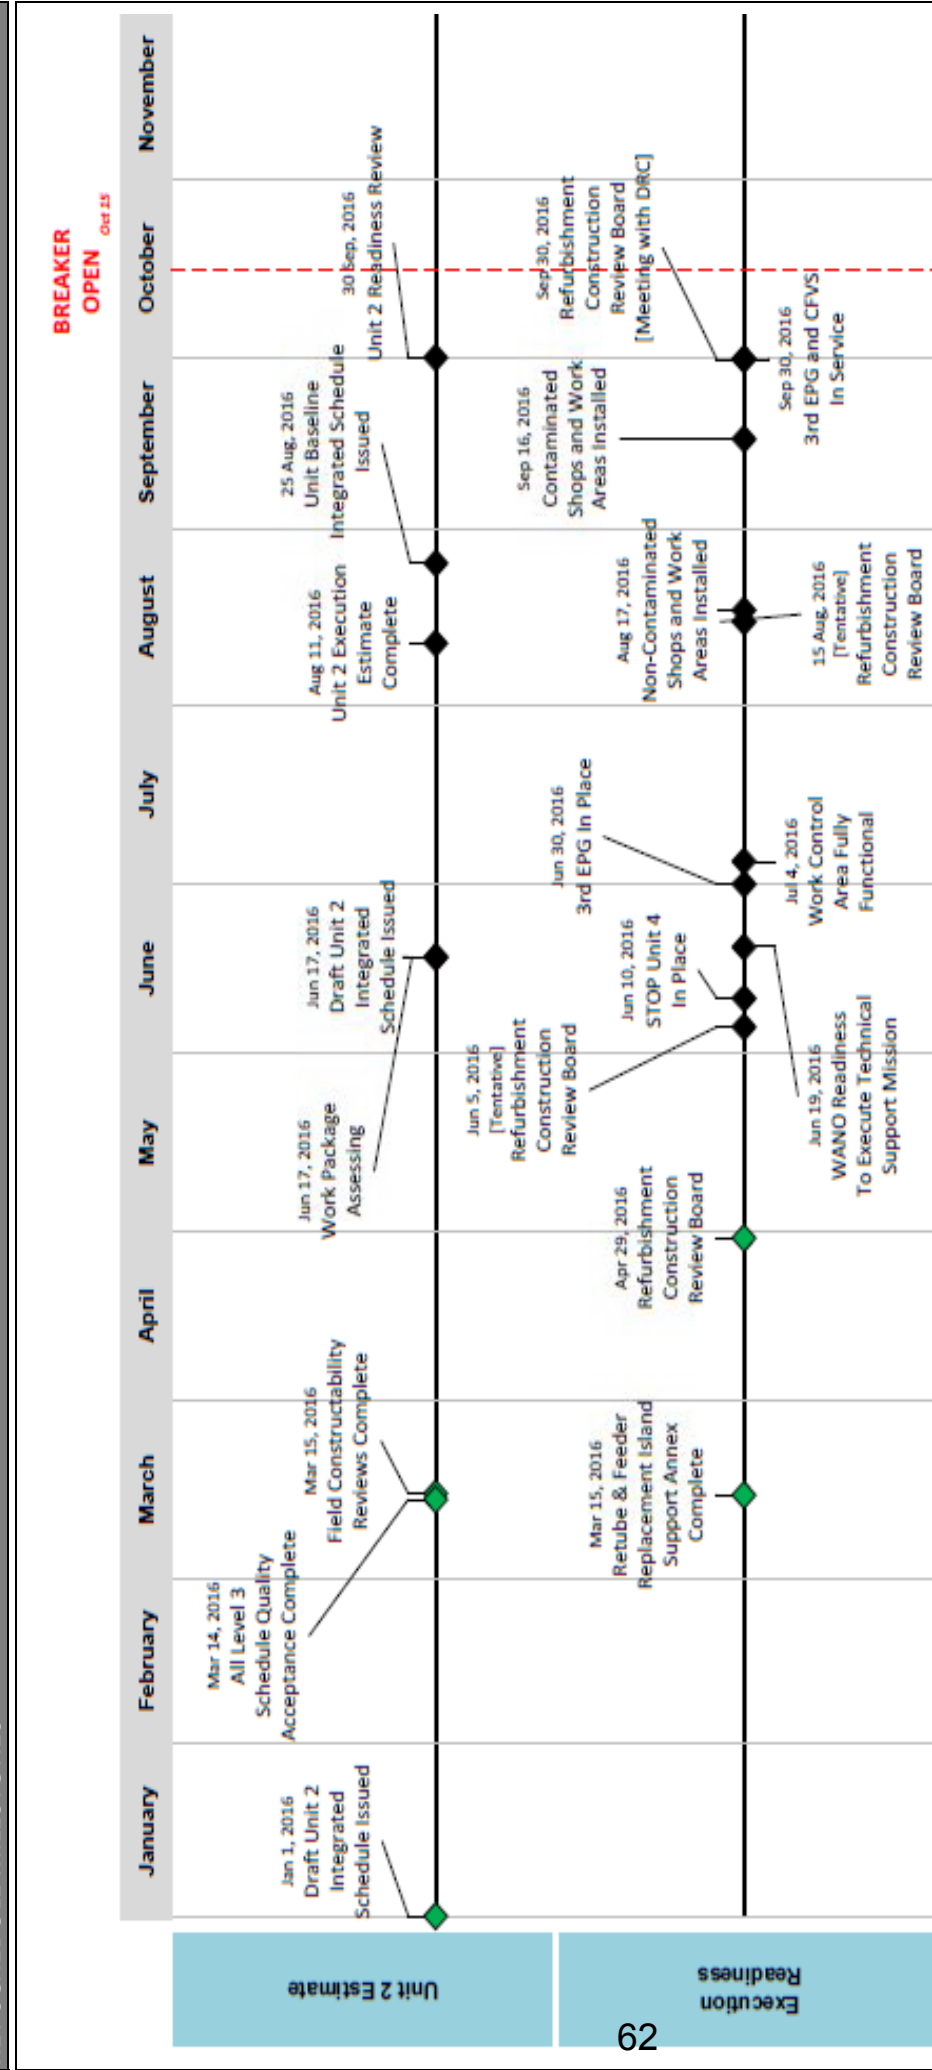 January
February
March
April
May
June
July
August
September
October
November
BREAKER
OPEN
Oct 15
Unit 2 Estimate
Jan 1, 2016
Draft Unit 2
Integrated
Schedule Issued
Mar 14, 2016
All Level 3
Schedule Quality
Acceptance Complete
Mar 15, 2016
Field Constructability
Reviews Complete
Jun 17, 2016
Work Package
Assessing
Jun 17, 2016
Draft Unit 2
Integrated
Schedule Issued
Aug 11, 2016
Unit 2 Execution
Estimate
Complete
25 Aug, 2016
Unit Baseline
Integrated Schedule
Issued
30 Sep, 2016
Unit 2 Readiness Review
Execution
Readiness
Mar 15, 2016
Retube & Feeder
Replacement Island
Support Annex
Complete
Apr 29, 2016
Refurbishment
Construction
Review Board
Jun 5, 2016
[Tentative]
Refurbishment
Construction
Review Board
Jun 10, 2016
STOP Unit 4
In Place
Jun 19, 2016
WANO Readiness
To Execute Technical
Support Mission
Jun 30, 2016
3rd EPG In Place
Jul 4, 2016
Work Control
Area Fully
Functional
Aug 17, 2016
Non-Contaminated
Shops and Work
Areas Installed
15 Aug, 2016
[Tentative]
Refurbishment
Construction
Review Board
Sep 16, 2016
Contaminated
Shops and Work
Areas Installed
Sep 30, 2016
Refurbishment
Construction
Review Board
[Meeting with DRC]
Sep 30, 2016
3rd EPG and CFVS
In Service
62